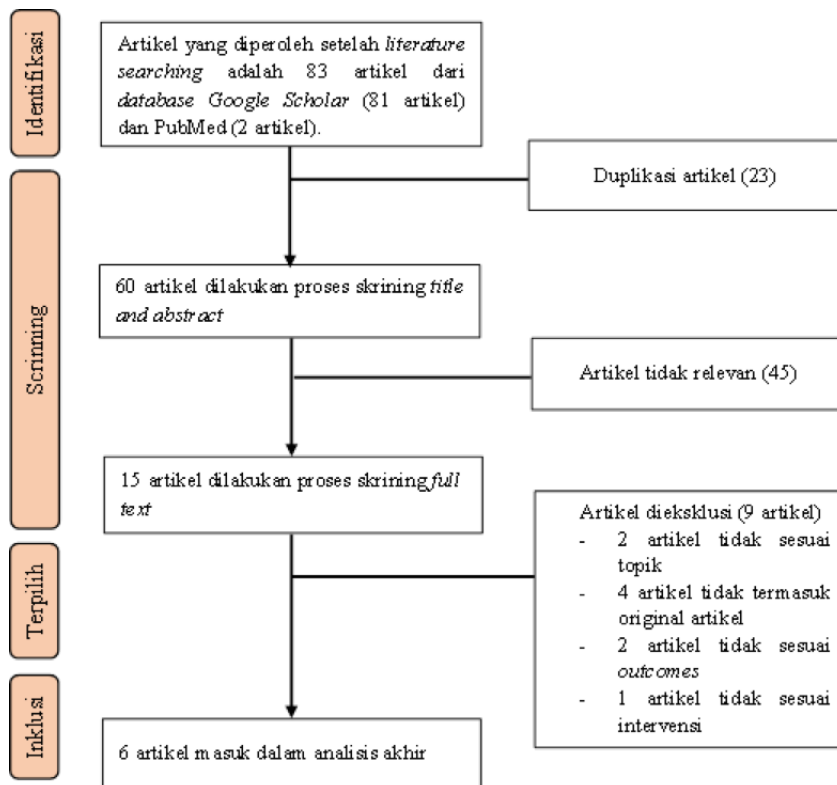 Identifikasi
Artikel yang diperoleh setelah literature
searching adalah 83 artikel dari
database Google Scholar (81 artikel)
dan PubMed (2 artikel).
Duplikasi artikel (23)
Scrinning
60 artikel dilakukan proses skrining title
and abstract
Artikel tidak relevan (45)
15 artikel dilakukan proses skrining full
text
Artikel dieksklusi (9 artikel)
- 2 artikel tidak sesuai
topik
- 4 artikel tidak termasuk
original artikel
- 2 artikel tidak sesuai
outcomes
- 1 artikel tidak sesuai
intervensi
Terpilih
Inklusi
6 artikel masuk dalam analisis akhir